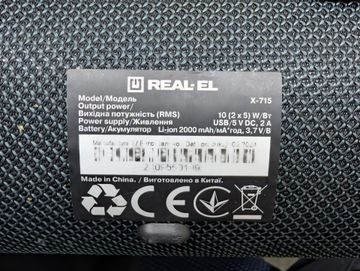 REAL-EL
Model/Модель X-715
Output power/
Вихідна потужність (RMS) 10 (2 x 5) W/Вт
Power supply/Живлення USB/5 V DC, 2 A
Battery/Акумулятор Li-ion 2000 mAh/мА*год, 3,7 V/В
CE
Made in China. / Виготовлено в Китаї.